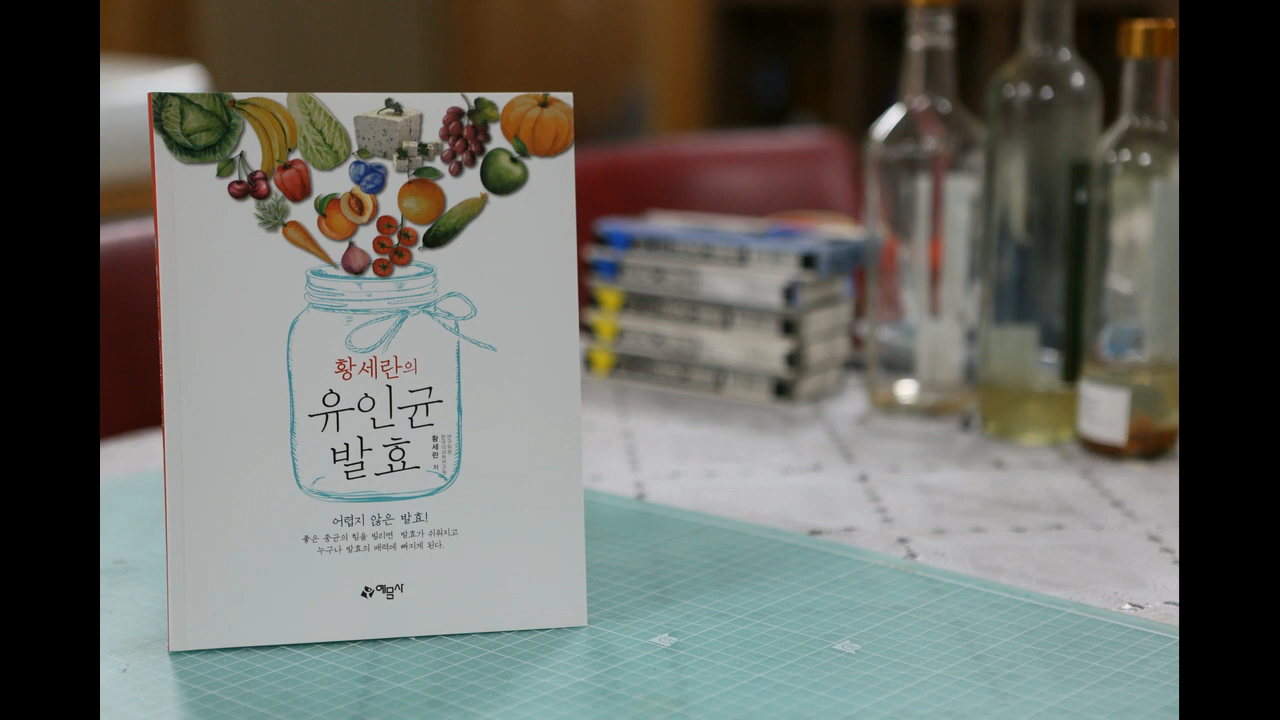 황세란의
유인균
발효
황세란 저
어렵지 않은 발효!
좋은 종균의 힘을 빌리면 발효가 쉬워지고
누구나 발효의 매력에 빠지게 된다.
예문사